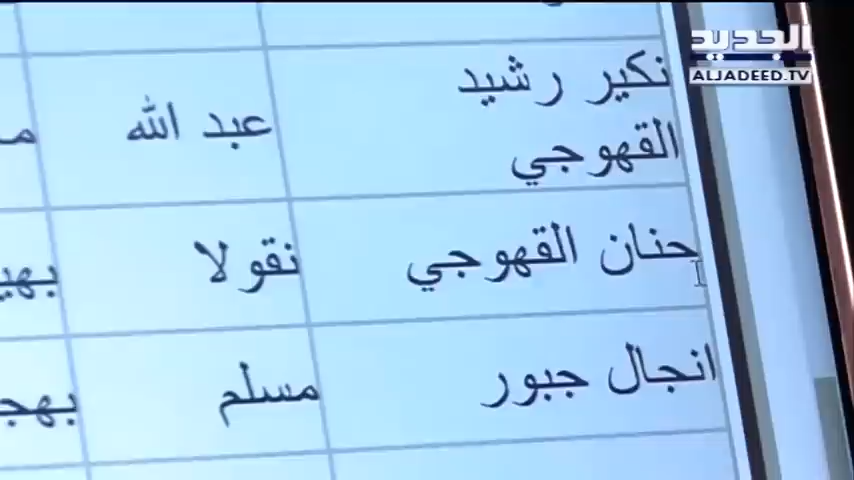 الجديد
ALJADEED.TV
نكير رشيد
القهوجي
عبد الله
حنان القهوجي
نقولا
انجال جبور
مسلم